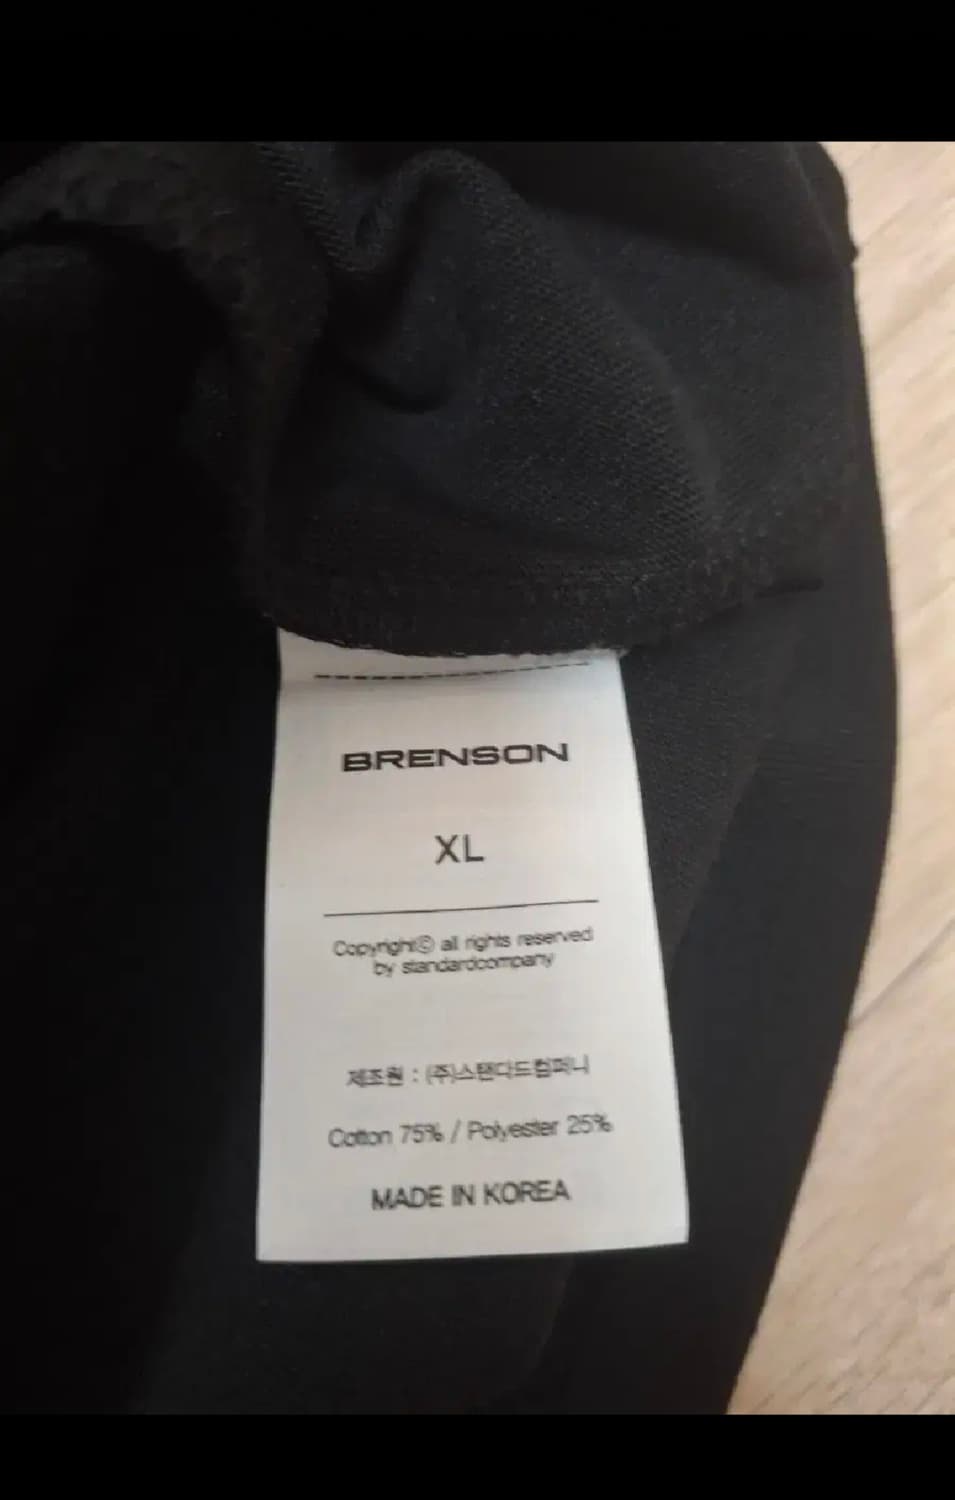 BRENSON
XL
Copyrightⓒ all rights reserved
by standardcompany
제조원 : (주)스탠다드컴퍼니
Cotton 75% / Polyester 25%
MADE IN KOREA